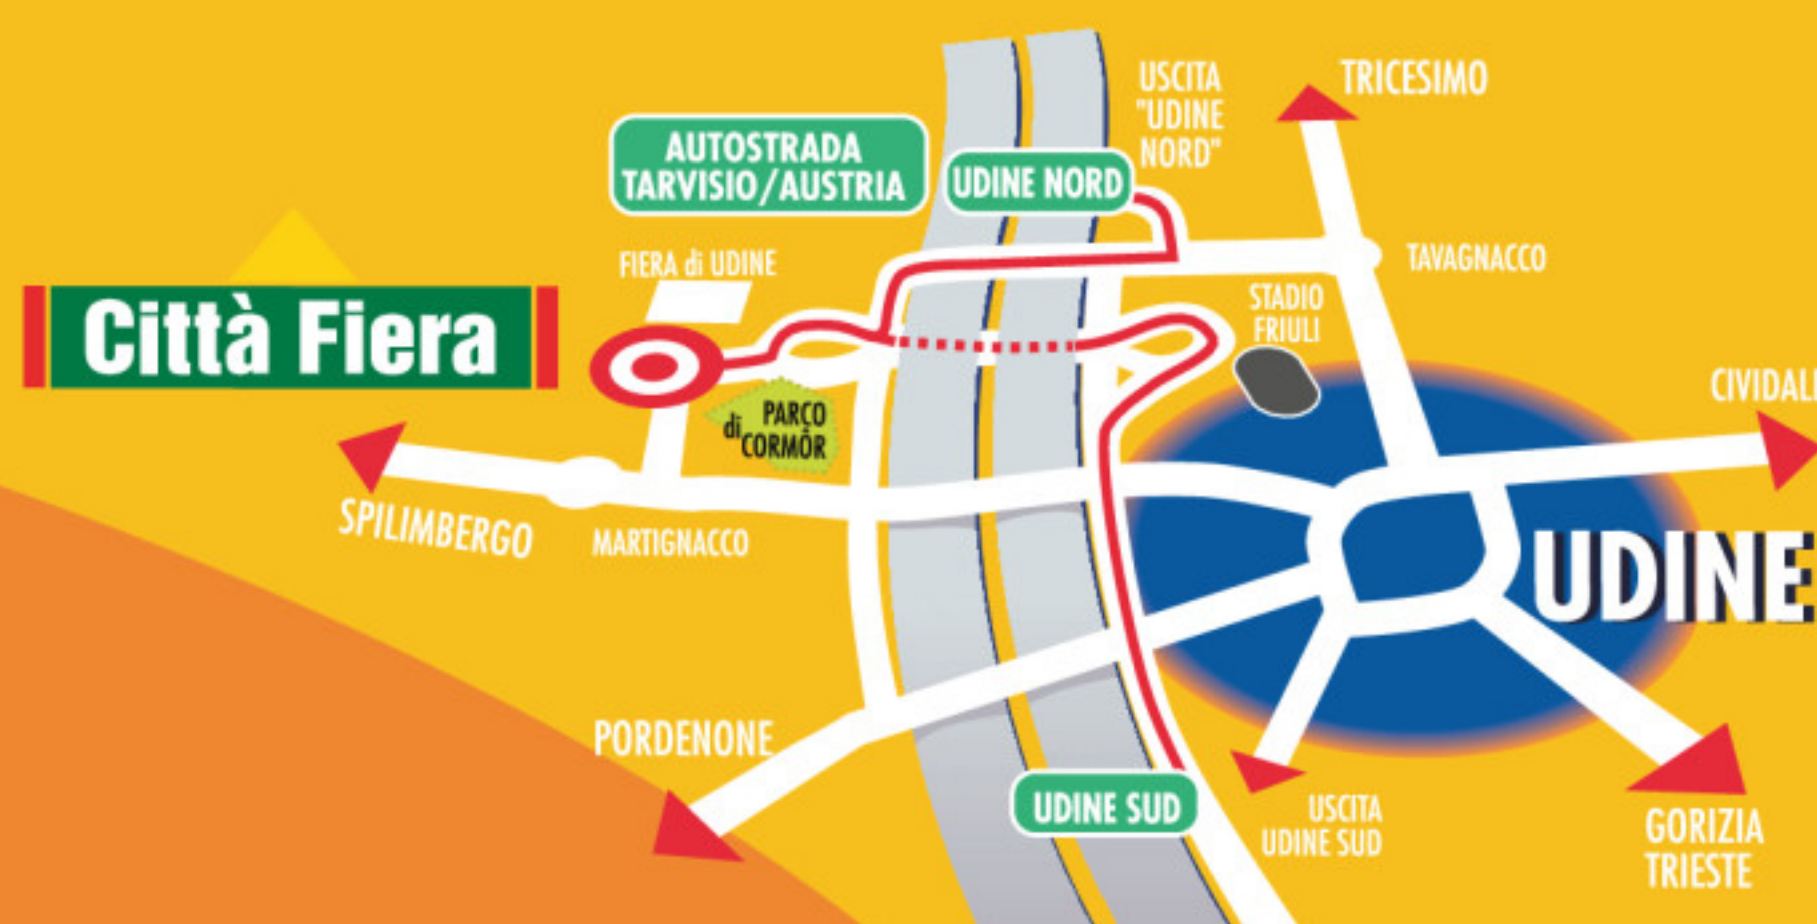 USCITA
"UDINE
NORD"
TRICESIMO
AUTOSTRADA
TARVISIO/AUSTRIA
UDINE NORD
FIERA di UDINE
TAVAGNACCO
STADIO
FRIULI
Città Fiera
CIVIDALE
PARCO
di CORMÔR
SPILIMBERGO
MARTIGNACCO
UDINE
PORDENONE
UDINE SUD
USCITA
UDINE SUD
GORIZIA
TRIESTE